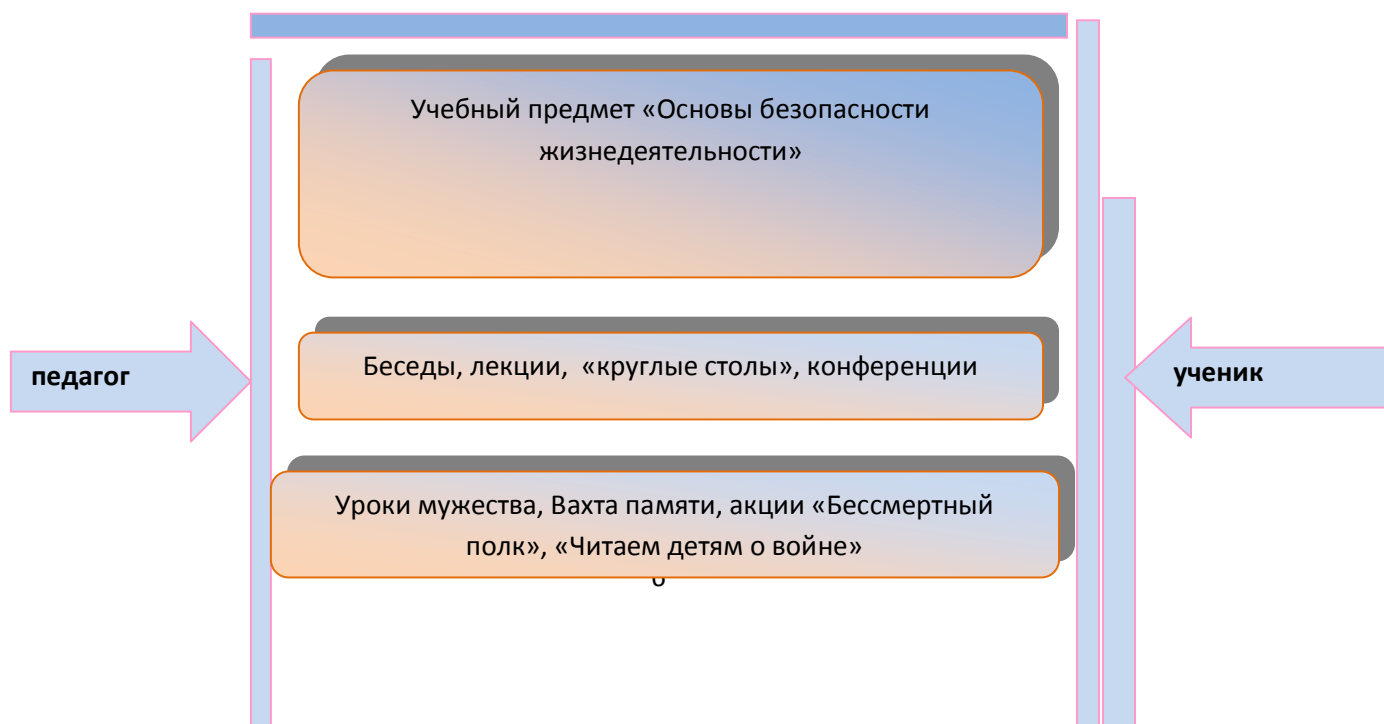 Учебный предмет «Основы безопасности
жизнедеятельности»
Беседы, лекции, «круглые столы», конференции
педагог
ученик
Уроки мужества, Вахта памяти, акции «Бессмертный
полк», «Читаем детям о войне»